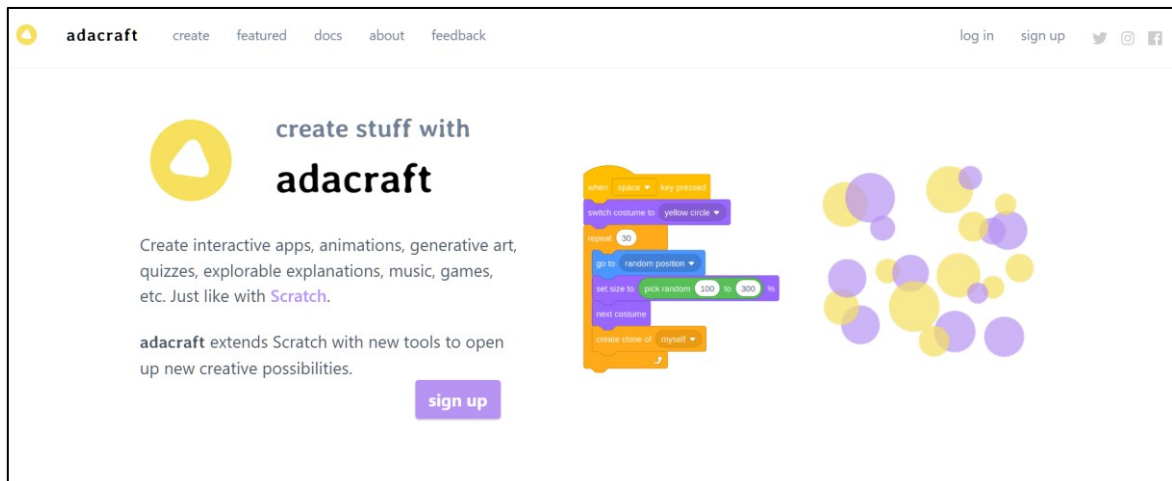 adacraft create featured docs about feedback log in sign up
create stuff with
adacraft
Create interactive apps, animations, generative art,
quizzes, explorable explanations, music, games,
etc. Just like with Scratch.
adacraft extends Scratch with new tools to open
up new creative possibilities.
sign up
when space key pressed
switch costume to yellow circle
repeat 30
go to random position
set size to pick random 100 to 300 %
next costume
create clone of myself